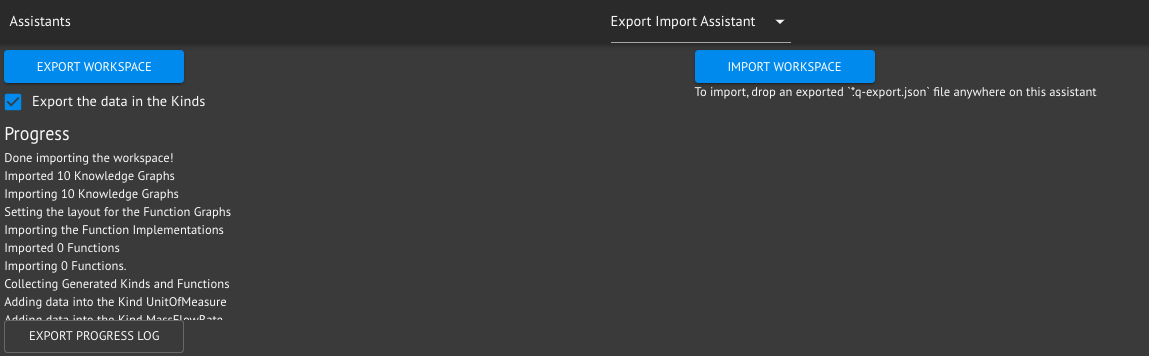 Assistants
Export Import Assistant
EXPORT WORKSPACE
IMPORT WORKSPACE
Export the data in the Kinds
To import, drop an exported `*.q-export.json` file anywhere on this assistant
Progress
Done importing the workspace!
Imported 10 Knowledge Graphs
Importing 10 Knowledge Graphs
Setting the layout for the Function Graphs
Importing the Function Implementations
Imported 0 Functions
Importing 0 Functions.
Collecting Generated Kinds and Functions
Adding data into the Kind UnitOfMeasure
Adding data into the Kind MassFlowRate
EXPORT PROGRESS LOG